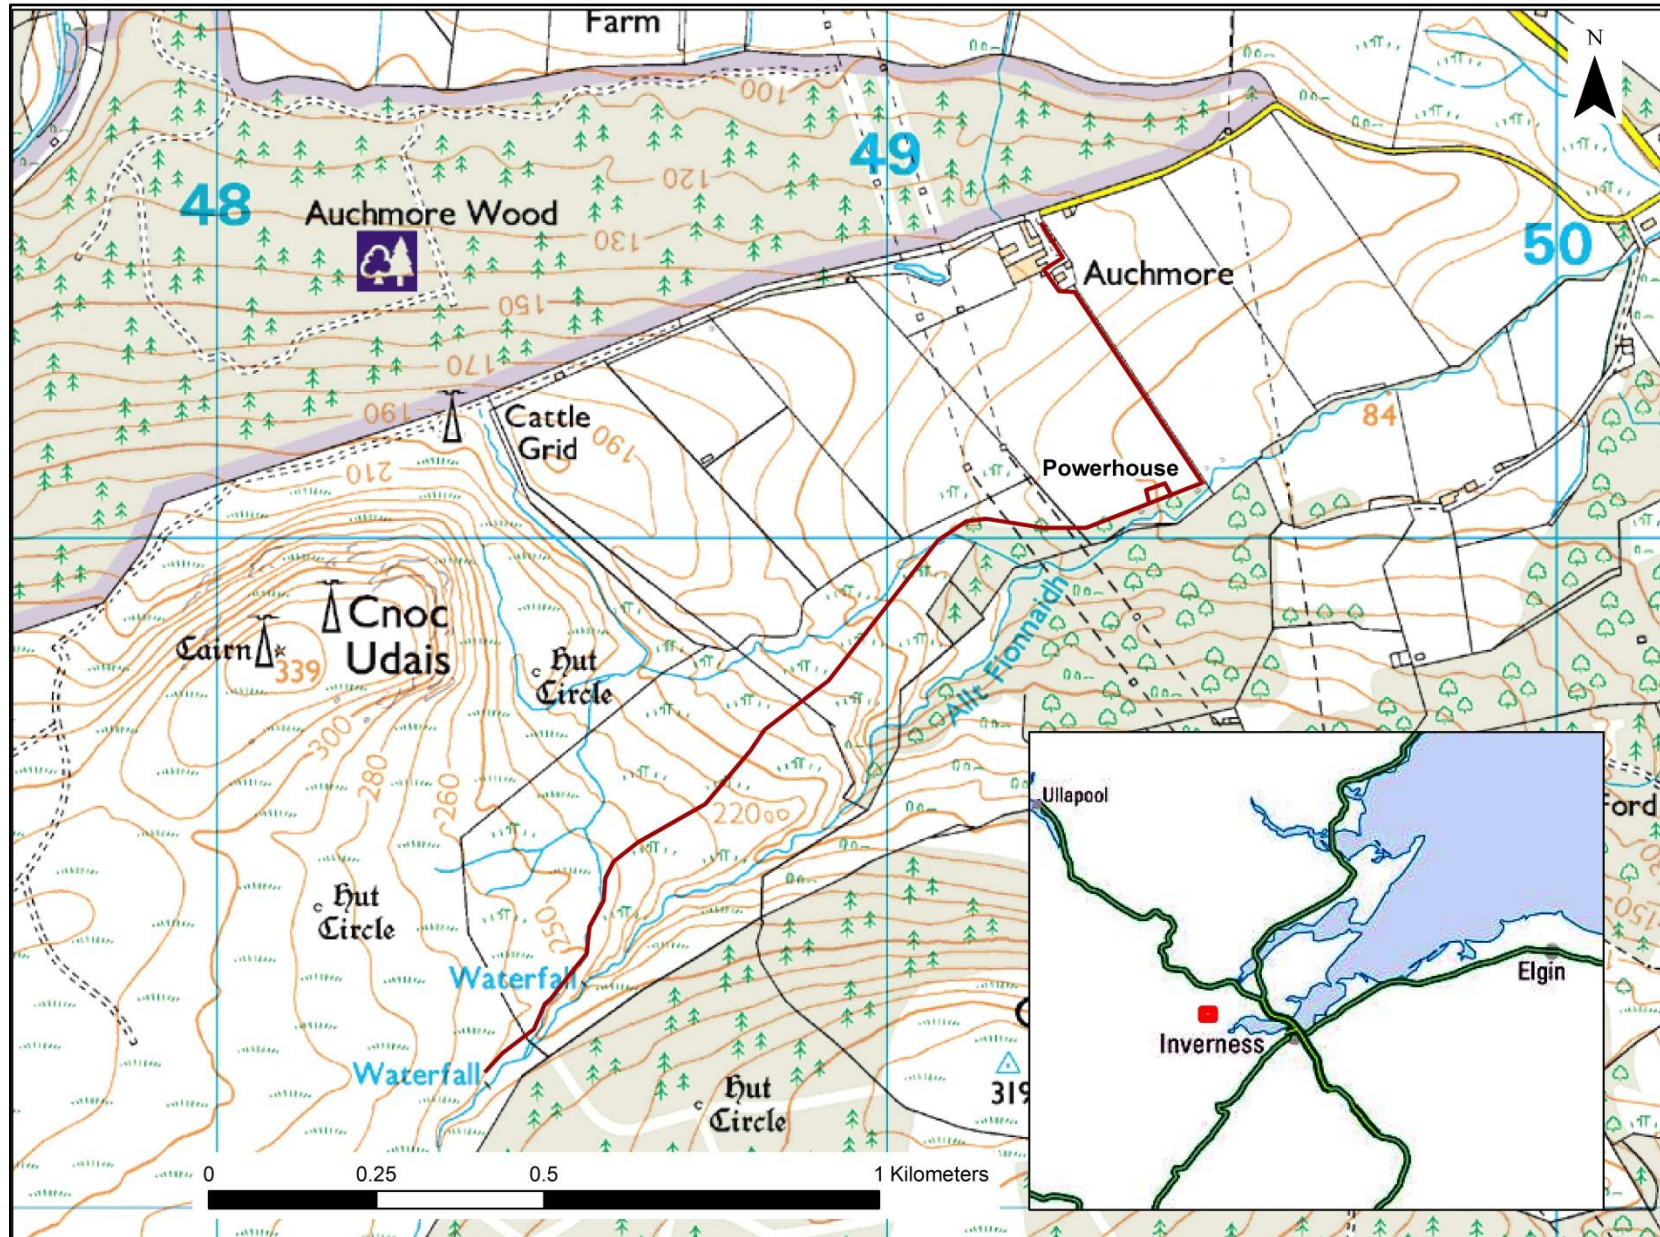 Farm
N
100
49
48
120
Auchmore Wood
130
50
Auchmore
150
170
190
Cattle
Grid
190
84
210
Powerhouse
Allt Fionnaidh
Cnoc
Udais
Cairn
339
Hut
Circle
300
280
260
220
Ullapool
Ford
Hut
Circle
250
150
Waterfall
Elgin
Inverness
Waterfall
319
Hut
Circle
0 0.25 0.5 1 Kilometers